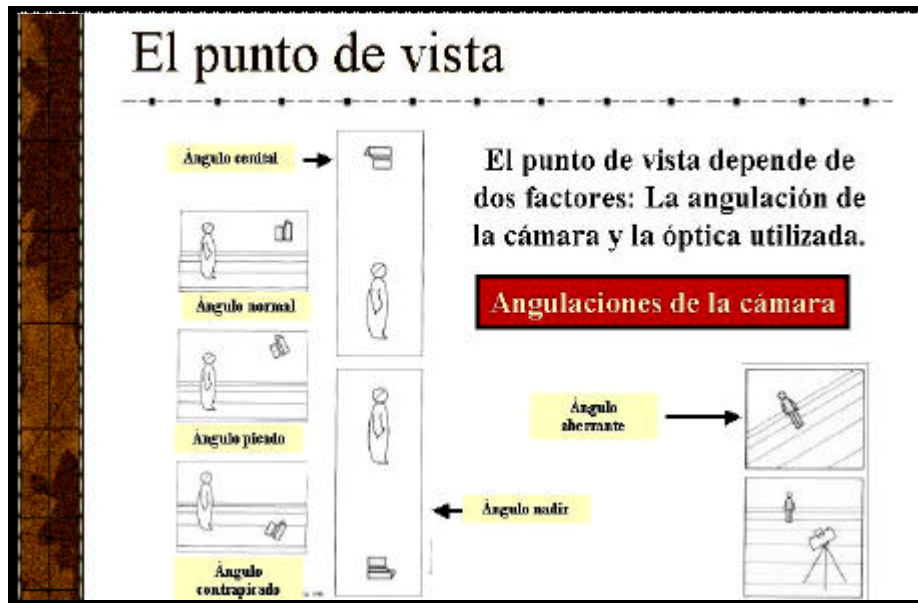 El punto de vista
Ángulo cenital
El punto de vista depende de
dos factores: La angulación de
la cámara y la óptica utilizada.
Ángulo normal
Angulaciones de la cámara
Ángulo picado
Ángulo
aberrante
Ángulo nadir
Ángulo
contrapicado